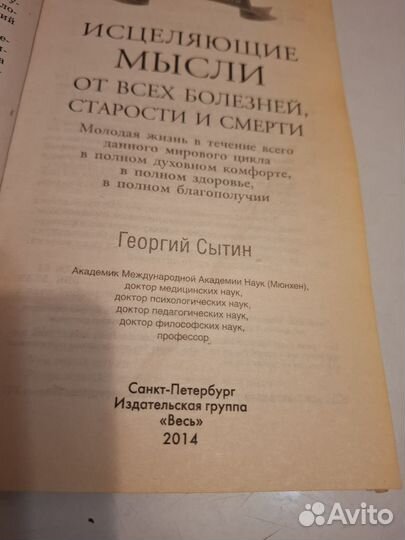 ИСЦЕЛЯЮЩИЕ
МЫСЛИ
ОТ ВСЕХ БОЛЕЗНЕЙ,
СТАРОСТИ И СМЕРТИ
Молодая жизнь в течение всего
данного мирового цикла
в полном духовном комфорте,
в полном здоровье,
в полном благополучии
Георгий Сытин
Академик Международной Академии Наук (Мюнхен),
доктор медицинских наук,
доктор психологических наук,
доктор педагогических наук,
доктор философских наук,
профессор
Санкт-Петербург
Издательская группа
«Весь»
2014
Avito